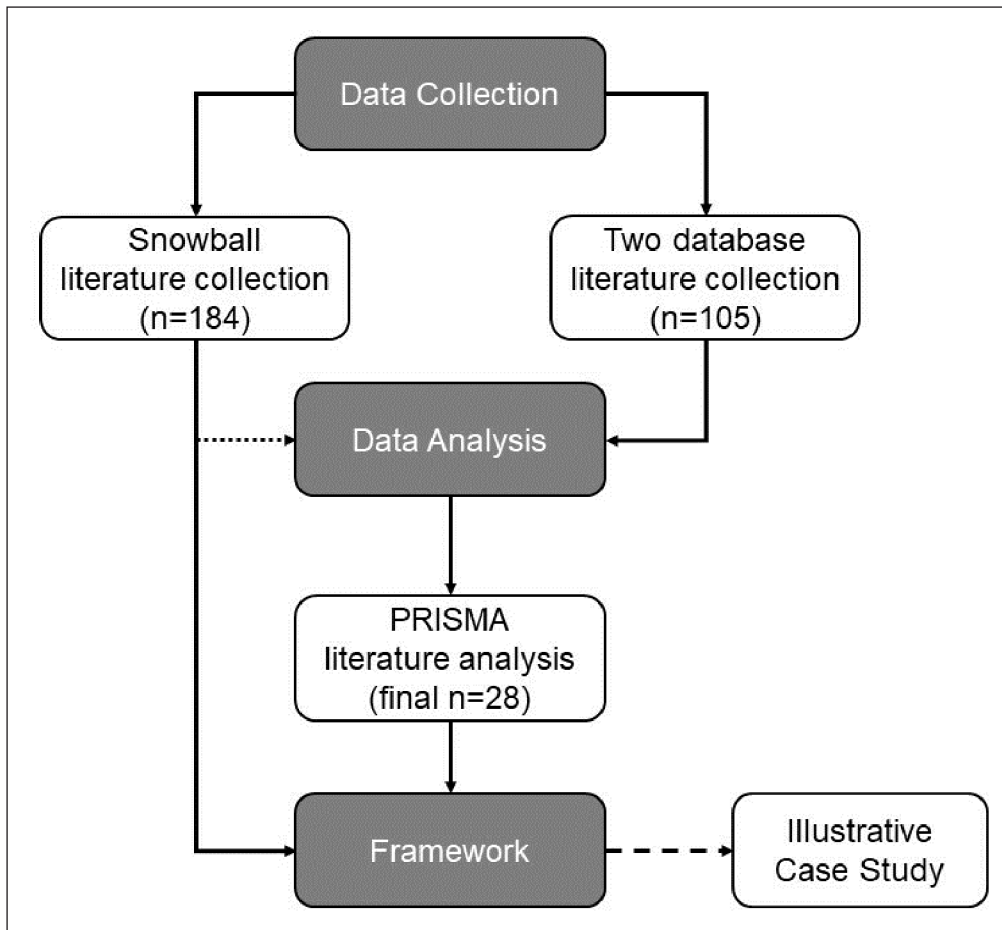 Data Collection
Snowball
literature collection
(n=184)
Two database
literature collection
(n=105)
Data Analysis
PRISMA
literature analysis
(final n=28)
Framework
Illustrative
Case Study